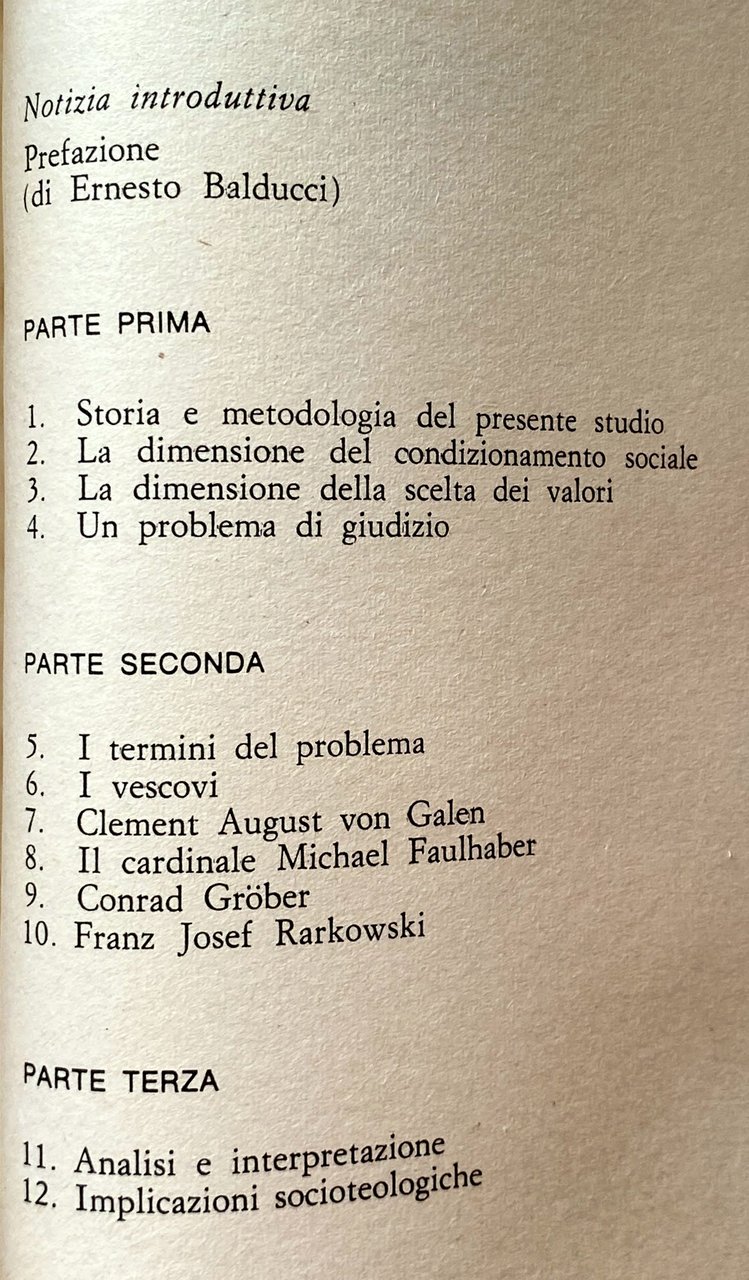 Notizia introduttiva
Prefazione
(di Ernesto Balducci)
PARTE PRIMA
1. Storia e metodologia del presente studio
2. La dimensione del condizionamento sociale
3. La dimensione della scelta dei valori
4. Un problema di giudizio
PARTE SECONDA
5. I termini del problema
6. I vescovi
7. Clement August von Galen
8. Il cardinale Michael Faulhaber
9. Conrad Gröber
10. Franz Josef Rarkowski
PARTE TERZA
11. Analisi e interpretazione
12. Implicazioni socioteologiche